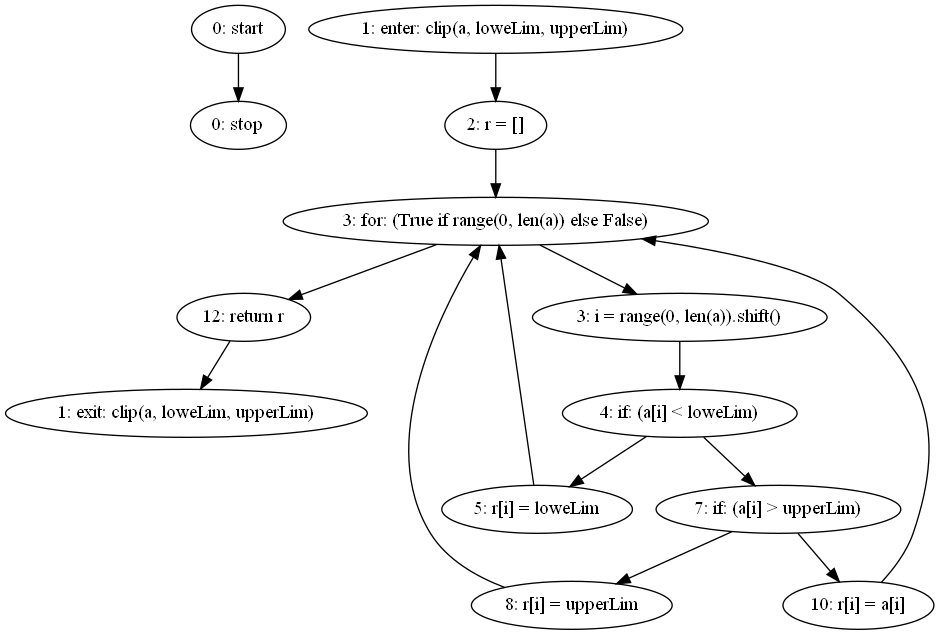 0: start
1: enter: clip(a, loweLim, upperLim)
0: stop
2: r = []
3: for: (True if range(0, len(a)) else False)
12: return r
3: i = range(0, len(a)).shift()
1: exit: clip(a, loweLim, upperLim)
4: if: (a[i] < loweLim)
5: r[i] = loweLim
7: if: (a[i] > upperLim)
8: r[i] = upperLim
10: r[i] = a[i]